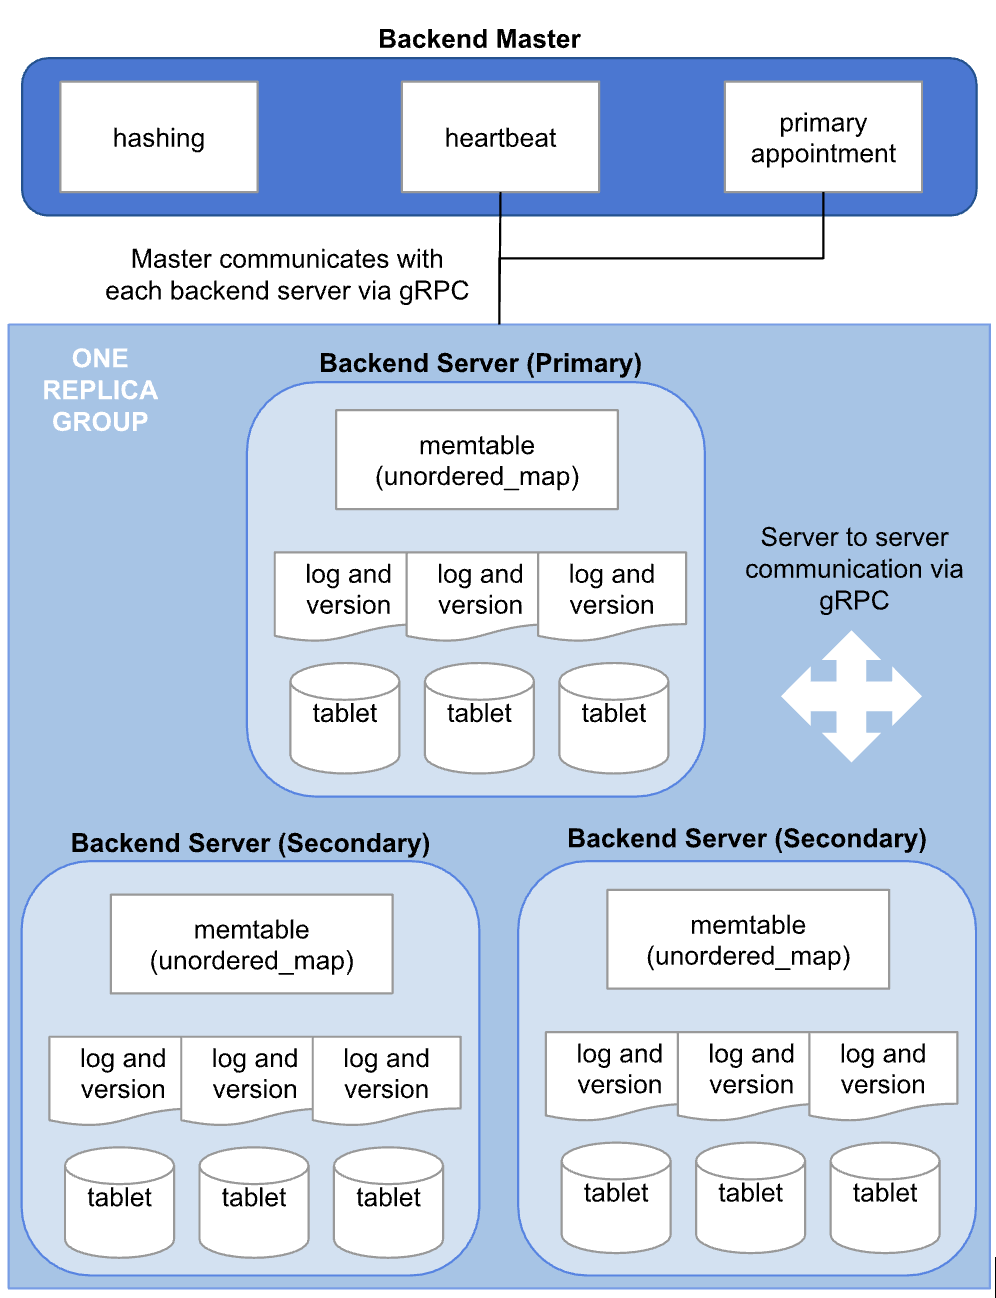 Backend Master
hashing
heartbeat
primary
appointment
Master communicates with
each backend server via gRPC
ONE
REPLICA
GROUP
Backend Server (Primary)
memtable
(unordered_map)
log and
version
log and
version
log and
version
tablet
tablet
tablet
Server to server
communication via
gRPC
Backend Server (Secondary)
memtable
(unordered_map)
log and
version
log and
version
log and
version
tablet
tablet
tablet
Backend Server (Secondary)
memtable
(unordered_map)
log and
version
log and
version
log and
version
tablet
tablet
tablet